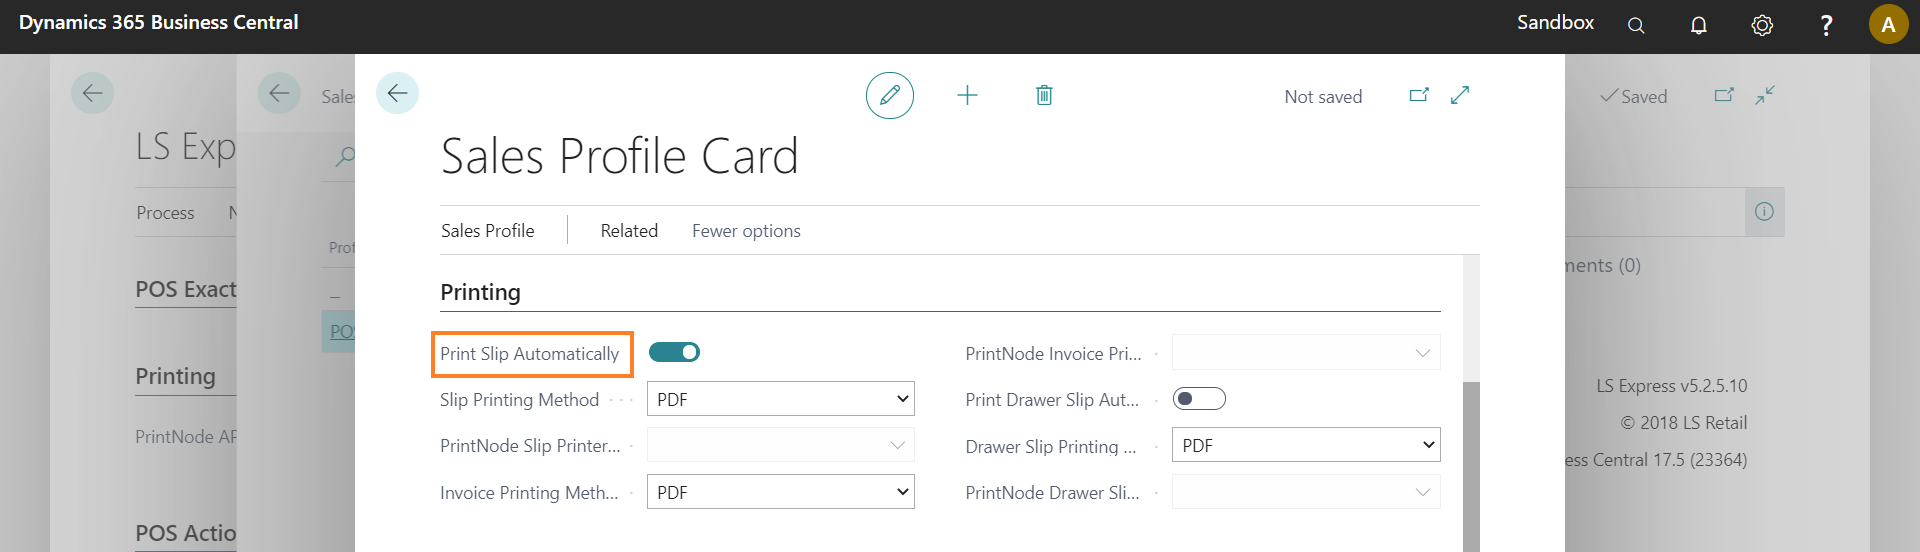 Dynamics 365 Business Central
Sandbox
?
A
Sales
Not saved
Saved
LS Exp
Sales Profile Card
Process
Sales Profile
Related
Fewer options
Prof
ments (0)
POS Exact
Printing
POS
Print Slip Automatically
PrintNode Invoice Pri...
Printing
LS Express v5.2.5.10
Slip Printing Method
PDF
Print Drawer Slip Aut...
© 2018 LS Retail
PrintNode AP
PrintNode Slip Printer...
Drawer Slip Printing ...
PDF
ess Central 17.5 (23364)
Invoice Printing Meth...
PDF
PrintNode Drawer Sli...
POS Actio